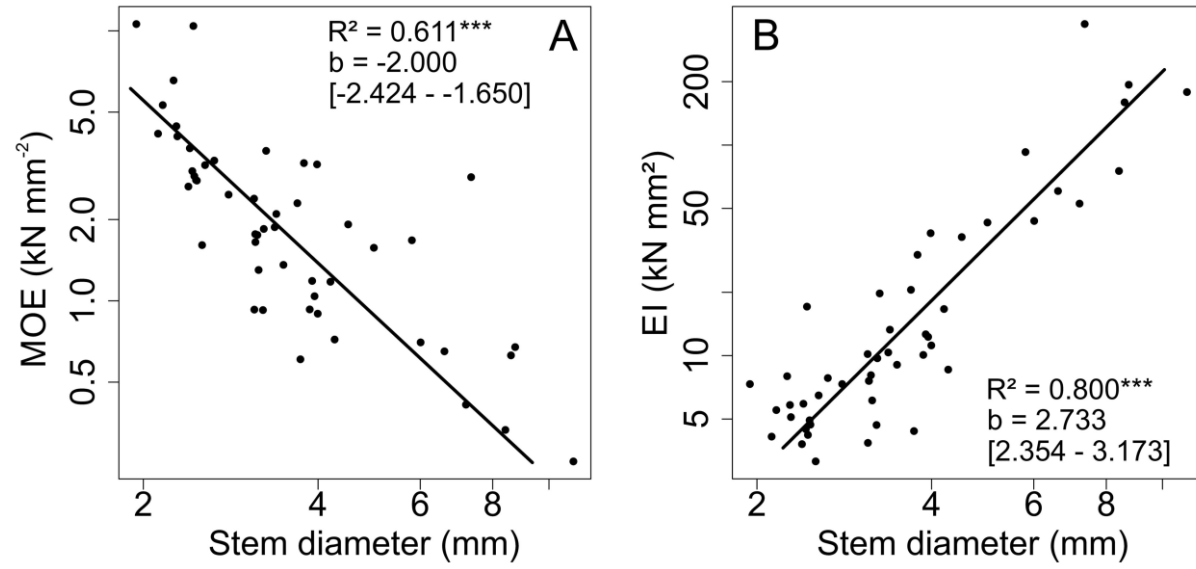 A
R² = 0.611***
b = -2.000
[-2.424 - -1.650]
MOE (kN mm⁻²)
5.0
2.0
1.0
0.5
2 4 6 8
Stem diameter (mm)
B
EI (kN mm²)
200
50
10
5
R² = 0.800***
b = 2.733
[2.354 - 3.173]
2 4 6 8
Stem diameter (mm)